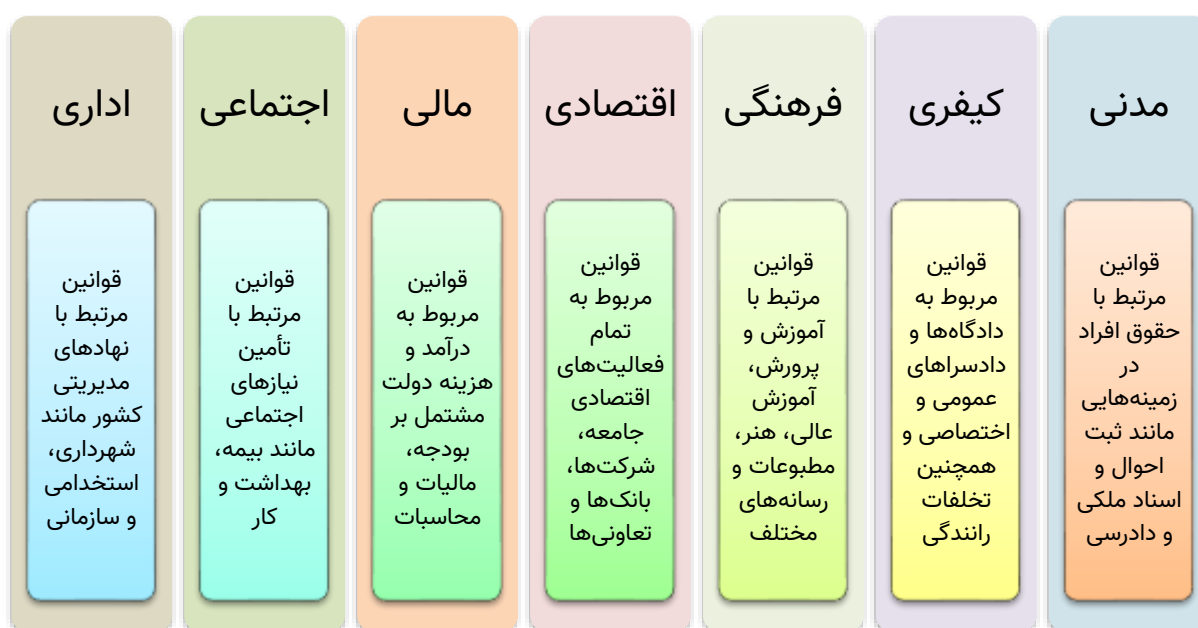 مدنی
قوانین
مرتبط با
حقوق افراد
در
زمینه‌هایی
مانند ثبت
احوال و
اسناد ملکی
و دادرسی
کیفری
قوانین
مربوط به
دادگاه‌ها و
دادسراهای
عمومی و
اختصاصی و
همچنین
تخلفات
رانندگی
فرهنگی
قوانین
مرتبط با
آموزش و
پرورش،
آموزش
عالی، هنر،
مطبوعات و
رسانه‌های
مختلف
اقتصادی
قوانین
مربوط به
تمام
فعالیت‌های
اقتصادی
جامعه،
شرکت‌ها،
بانک‌ها و
تعاونی‌ها
مالی
قوانین
مربوط به
درآمد و
هزینه دولت
مشتمل بر
بودجه،
مالیات و
محاسبات
اجتماعی
قوانین
مرتبط با
تأمین
نیازهای
اجتماعی
مانند بیمه،
بهداشت و
کار
اداری
قوانین
مرتبط با
نهادهای
مدیریتی
کشور مانند
شهرداری،
استخدامی
و سازمانی